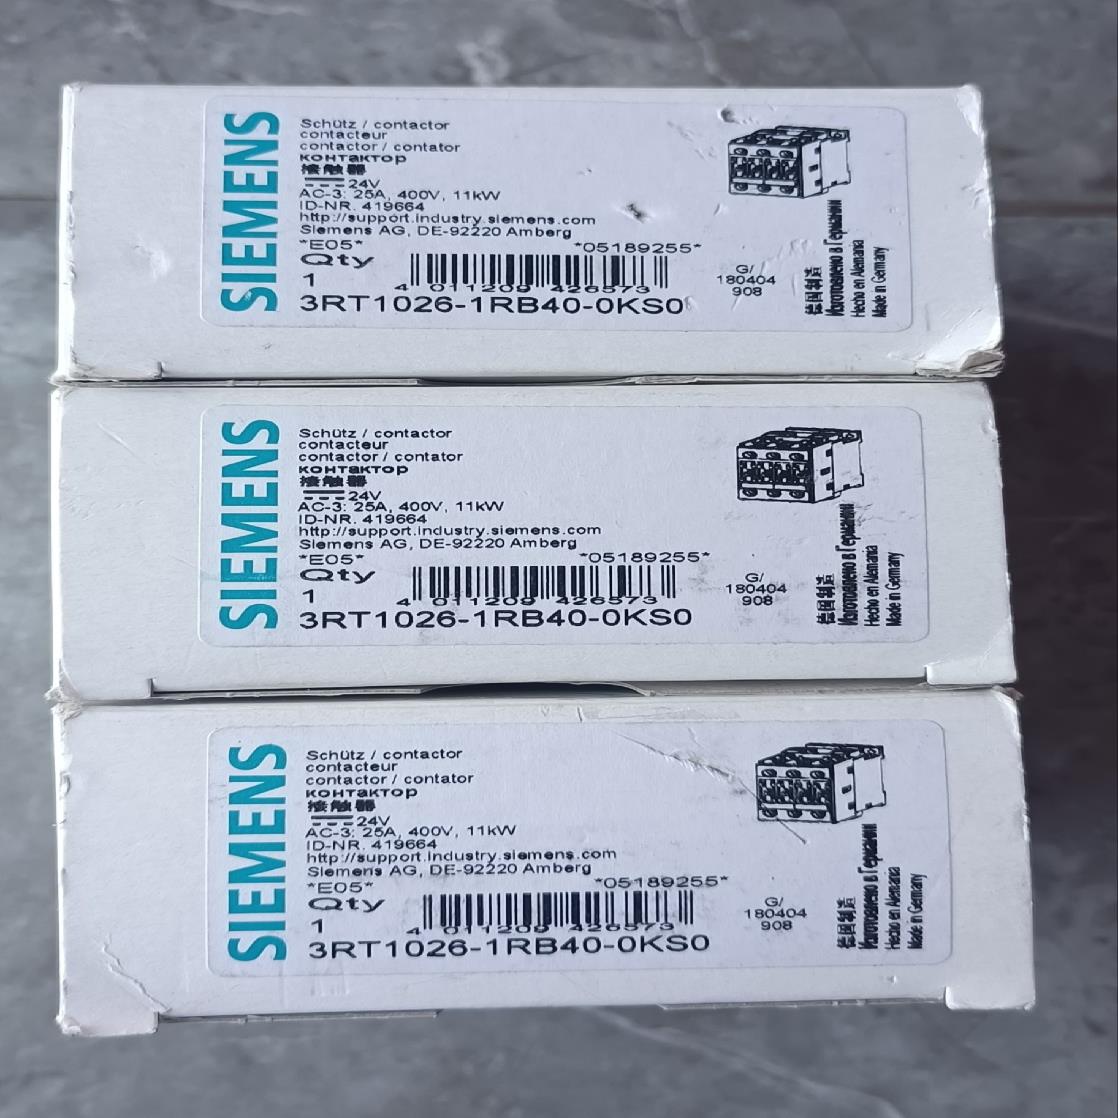 SIEMENS
Schütz / contactor
contacteur
contactor / contator
контактор
接触器
24V
AC-3: 25A, 400V, 11kW
ID-NR. 419664
http://support.industry.siemens.com
Siemens AG, DE-92220 Amberg
*E05* *05189255*
Qty
1
4 011209 426573
3RT1026-1RB40-0KS0
G/
180404
908
德国制造
Изготовлено в Германии
Hecho en Alemania
Made in Germany
SIEMENS
Schütz / contactor
contacteur
contactor / contator
контактор
接触器
24V
AC-3: 25A, 400V, 11kW
ID-NR. 419664
http://support.industry.siemens.com
Siemens AG, DE-92220 Amberg
*E05* *05189255*
Qty
1
4 011209 426573
3RT1026-1RB40-0KS0
G/
180404
908
德国制造
Изготовлено в Германии
Hecho en Alemania
Made in Germany
SIEMENS
Schütz / contactor
contacteur
contactor / contator
контактор
接触器
24V
AC-3: 25A, 400V, 11kW
ID-NR. 419664
http://support.industry.siemens.com
Siemens AG, DE-92220 Amberg
*E05* *05189255*
Qty
1
4 011209 426573
3RT1026-1RB40-0KS0
G/
180404
908
德国制造
Изготовлено в Германии
Hecho en Alemania
Made in Germany